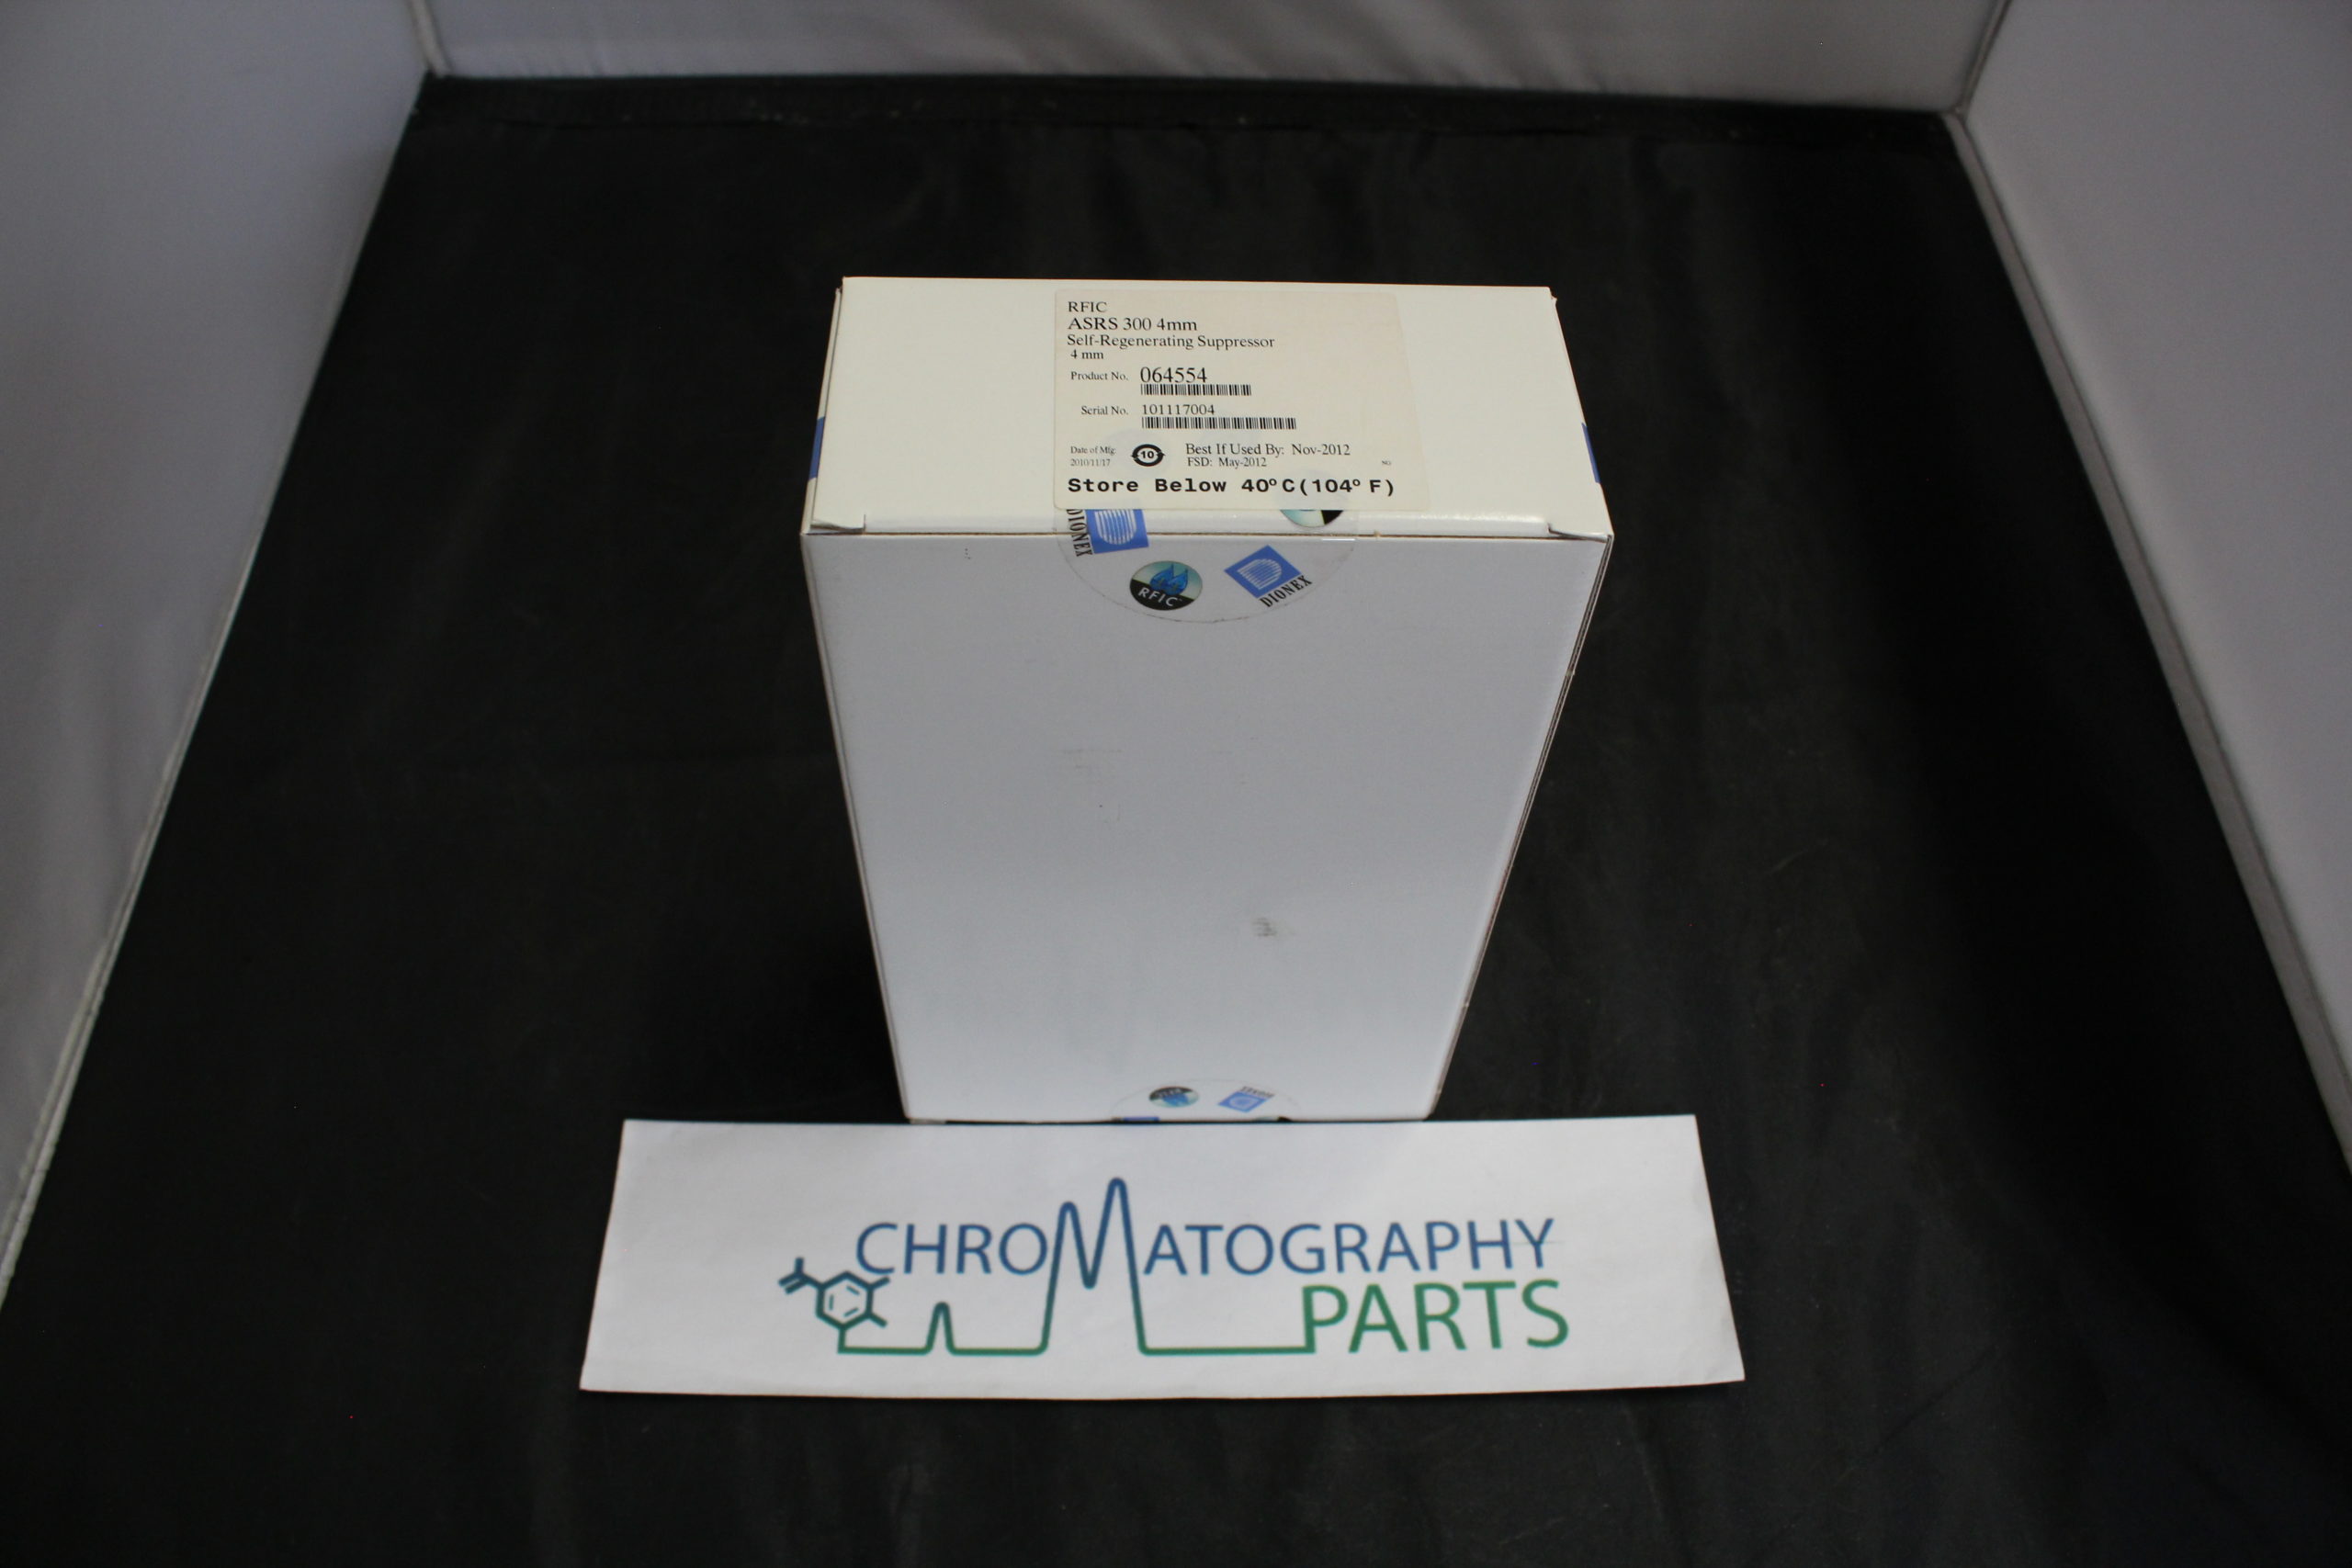 RFIC
ASRS 300 4mm
Self-Regenerating Suppressor
4 mm
Product No. 064554
Serial No. 101117004
Date of Mfg:
2010/11/17
10
Best If Used By: Nov-2012
FSD: May-2012
Store Below 40°C(104°F)
DIONEX
RFIC
DIONEX
DIONEX
CHROMATOGRAPHY
PARTS